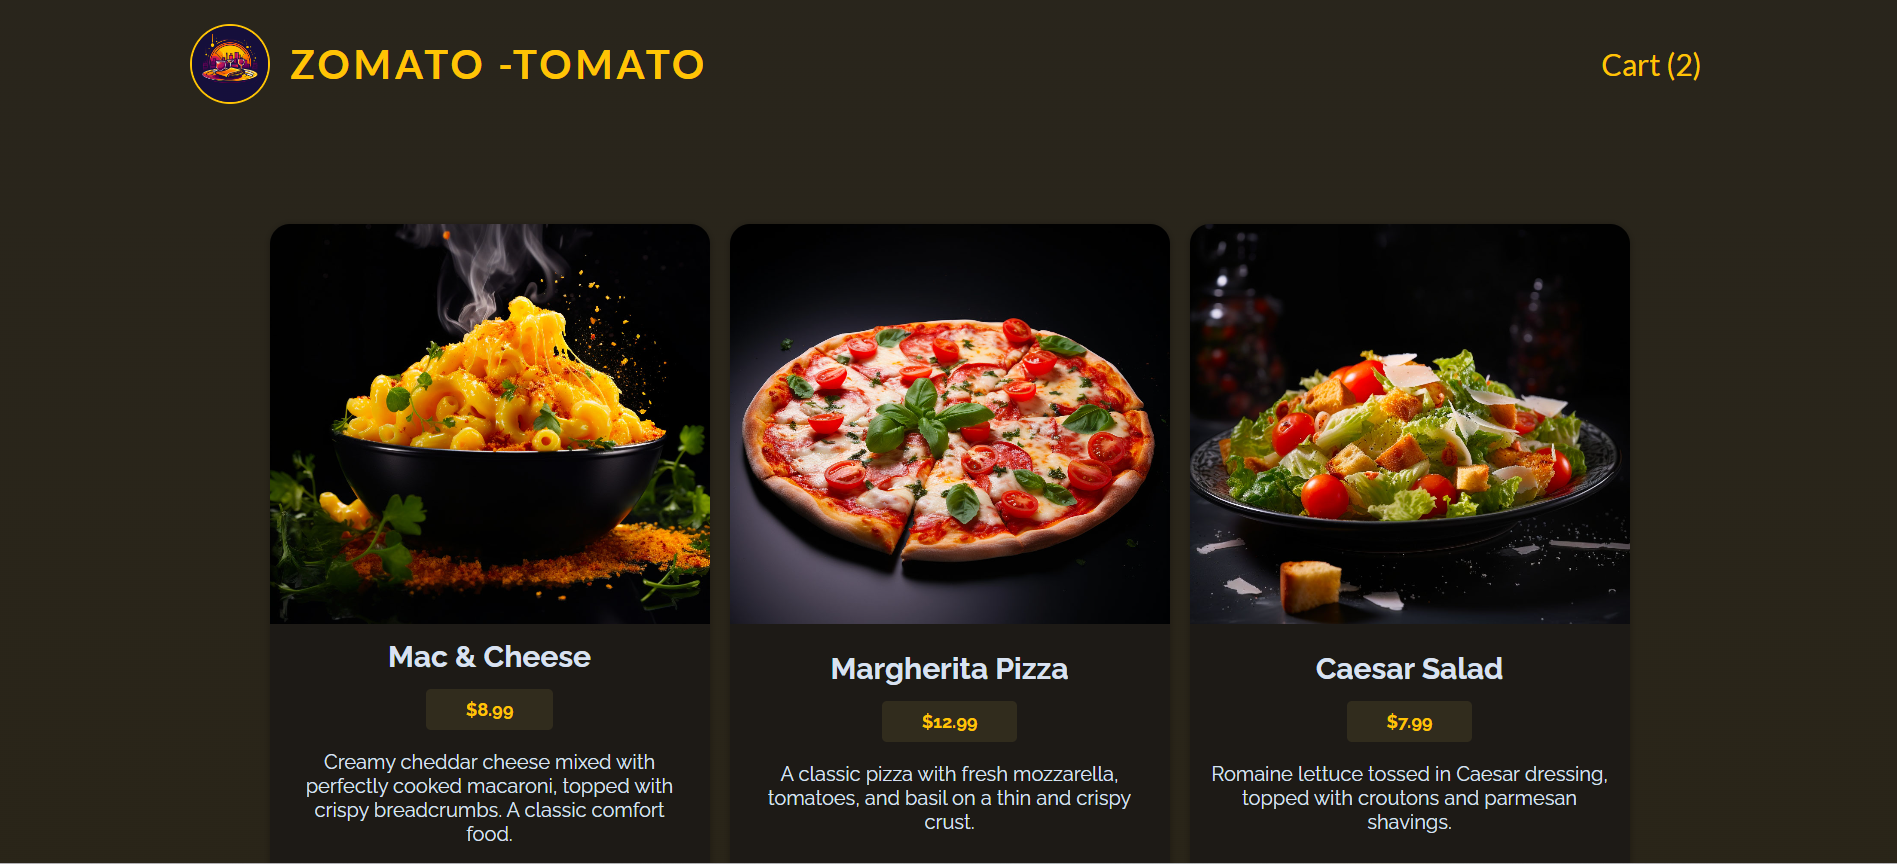 ZOMATO -TOMATO
Cart (2)
Mac & Cheese
$8.99
Creamy cheddar cheese mixed with
perfectly cooked macaroni, topped with
crispy breadcrumbs. A classic comfort
food.
Margherita Pizza
$12.99
A classic pizza with fresh mozzarella,
tomatoes, and basil on a thin and crispy
crust.
Caesar Salad
$7.99
Romaine lettuce tossed in Caesar dressing,
topped with croutons and parmesan
shavings.